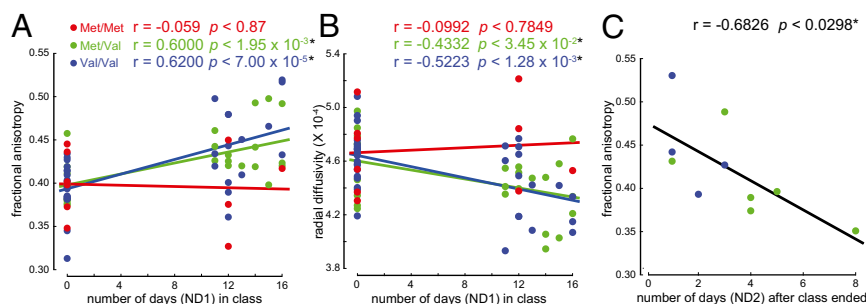 A
Met/Met r = -0.059 p < 0.87
Met/Val r = 0.6000 p < 1.95 x 10⁻³*
Val/Val r = 0.6200 p < 7.00 x 10⁻⁵*
fractional anisotropy
0.55
0.50
0.45
0.40
0.35
0.30
0
4
8
12
16
number of days (ND1) in class
B
r = -0.0992 p < 0.7849
r = -0.4332 p < 3.45 x 10⁻²*
r = -0.5223 p < 1.28 x 10⁻³*
radial diffusivity (X 10⁻⁴)
5.6
5.2
4.8
4.4
4.0
3.6
0
4
8
12
16
number of days (ND1) in class
C
r = -0.6826 p < 0.0298*
fractional anisotropy
0.55
0.50
0.45
0.40
0.35
0.30
0
2
4
6
8
number of days (ND2) after class ended